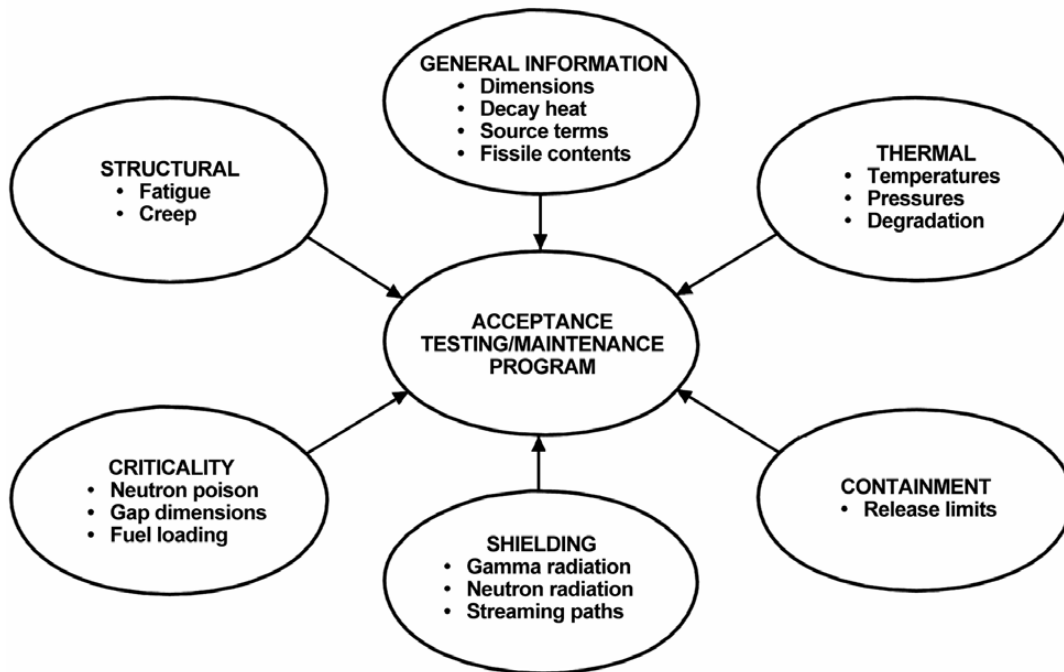 GENERAL INFORMATION
• Dimensions
• Decay heat
• Source terms
• Fissile contents
STRUCTURAL
• Fatigue
• Creep
THERMAL
• Temperatures
• Pressures
• Degradation
ACCEPTANCE
TESTING/MAINTENANCE
PROGRAM
CRITICALITY
• Neutron poison
• Gap dimensions
• Fuel loading
SHIELDING
• Gamma radiation
• Neutron radiation
• Streaming paths
CONTAINMENT
• Release limits